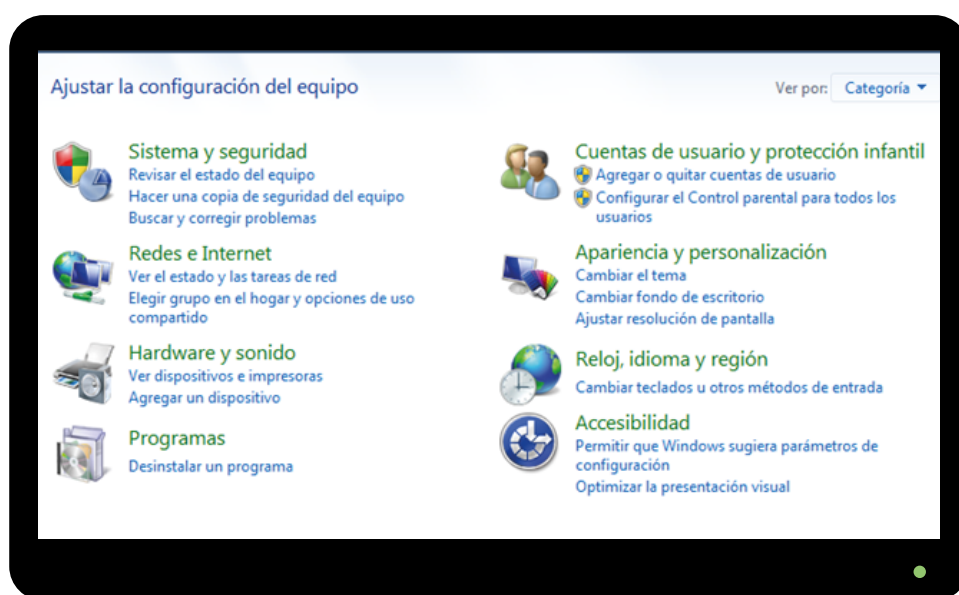 Ajustar la configuración del equipo
Ver por: Categoría
Sistema y seguridad
Revisar el estado del equipo
Hacer una copia de seguridad del equipo
Buscar y corregir problemas
Redes e Internet
Ver el estado y las tareas de red
Elegir grupo en el hogar y opciones de uso
compartido
Hardware y sonido
Ver dispositivos e impresoras
Agregar un dispositivo
Programas
Desinstalar un programa
Cuentas de usuario y protección infantil
Agregar o quitar cuentas de usuario
Configurar el Control parental para todos los
usuarios
Apariencia y personalización
Cambiar el tema
Cambiar fondo de escritorio
Ajustar resolución de pantalla
Reloj, idioma y región
Cambiar teclados u otros métodos de entrada
Accesibilidad
Permitir que Windows sugiera parámetros de
configuración
Optimizar la presentación visual